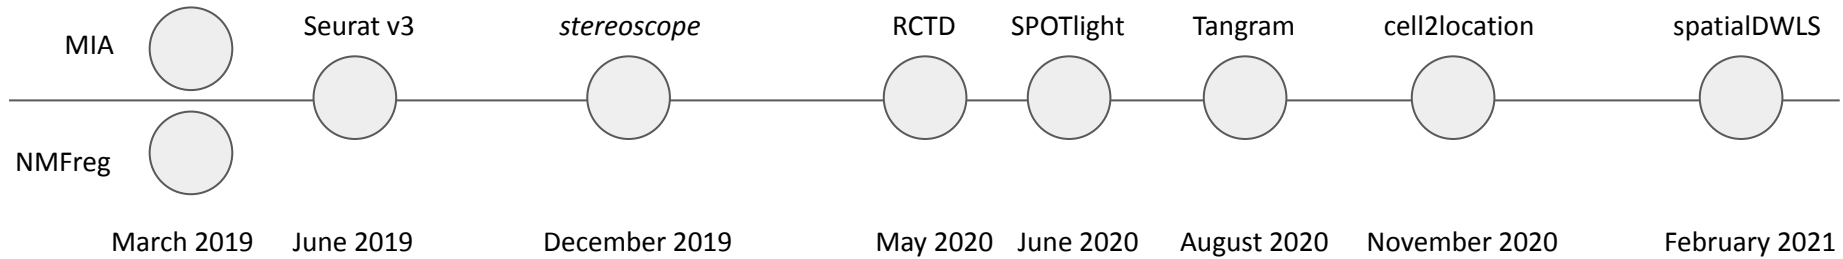 MIA
NMFreg
Seurat v3
stereoscope
RCTD
SPOTlight
Tangram
cell2location
spatialDWLS
March 2019
June 2019
December 2019
May 2020
June 2020
August 2020
November 2020
February 2021